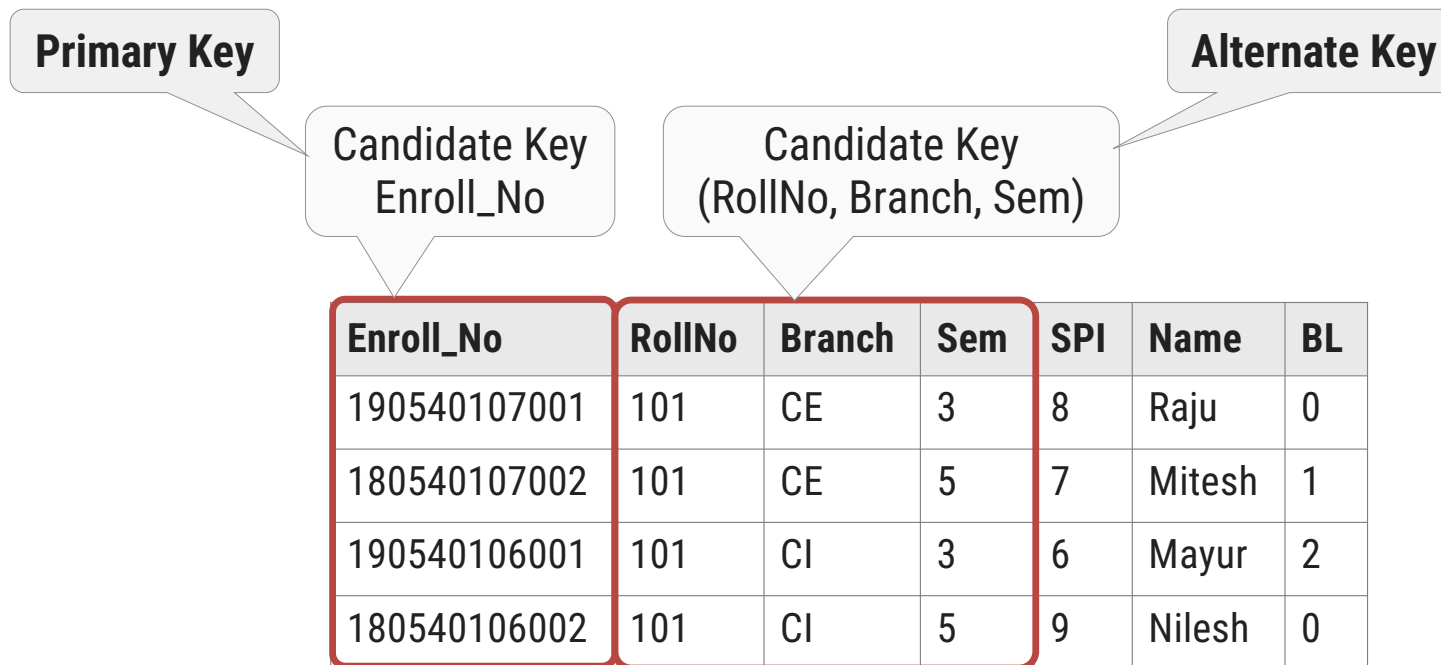 Primary Key
Alternate Key
Candidate Key
Enroll_No
Candidate Key
(RollNo, Branch, Sem)
Enroll_No RollNo Branch Sem SPI Name BL
190540107001 101 CE 3 8 Raju 0
180540107002 101 CE 5 7 Mitesh 1
190540106001 101 CI 3 6 Mayur 2
180540106002 101 CI 5 9 Nilesh 0